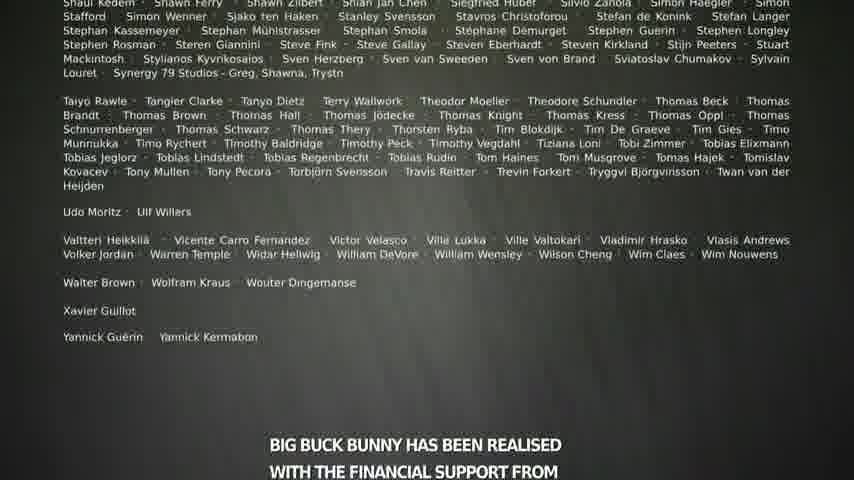 Shaul Kedem · Shawn Ferry · Shawn Zilbert · Shian Jan Chen · Siegfried Huber · Silvio Zanola · Simon Haegler · Simon
Stafford · Simon Wenner · Sjako ten Haken · Stanley Svensson · Stavros Christoforou · Stefan de Konink · Stefan Langer
Stephan Kassemeyer · Stephan Mühlstrasser · Stephan Smola · Stéphane Démurget · Stephen Guerin · Stephen Longley
Stephen Rosman · Steren Giannini · Steve Fink · Steve Gallay · Steven Eberhardt · Steven Kirkland · Stijn Peeters · Stuart
Mackintosh · Stylianos Kyvrikosaios · Sven Herzberg · Sven van Sweeden · Sven von Brand · Sviatoslav Chumakov · Sylvain
Louret · Synergy 79 Studios - Greg, Shawna, Trystn
Taiyo Rawle · Tangier Clarke · Tanyo Dietz · Terry Wallwork · Theodor Moeller · Theodore Schundler · Thomas Beck · Thomas
Brandt · Thomas Brown · Thomas Hall · Thomas Jödecke · Thomas Knight · Thomas Kress · Thomas Oppl · Thomas
Schnurrenberger · Thomas Schwarz · Thomas Thery · Thorsten Ryba · Tim Blokdijk · Tim De Graeve · Tim Gies · Timo
Munnukka · Timo Rychert · Timothy Baldridge · Timothy Peck · Timothy Vegdahl · Tiziana Loni · Tobi Zimmer · Tobias Elixmann
Tobias Jeglorz · Tobias Lindstedt · Tobias Regenbrecht · Tobias Rudin · Tom Haines · Tom Musgrove · Tomas Hajek · Tomislav
Kovacev · Tony Mullen · Tony Pecora · Torbjörn Svensson · Travis Reitter · Trevin Forkert · Tryggvi Björgvinsson · Twan van der
Heijden
Udo Moritz · Ulf Willers
Valtteri Heikkilä · Vicente Carro Fernandez · Victor Velasco · Ville Lukka · Ville Valtokari · Vladimir Hrasko · Vlasis Andrews
Volker Jordan · Warren Temple · Widar Hellwig · William DeVore · William Wensley · Wilson Cheng · Wim Claes · Wim Nouwens
Walter Brown · Wolfram Kraus · Wouter Dingemanse
Xavier Guillot
Yannick Guérin · Yannick Kermabon
BIG BUCK BUNNY HAS BEEN REALISED
WITH THE FINANCIAL SUPPORT FROM